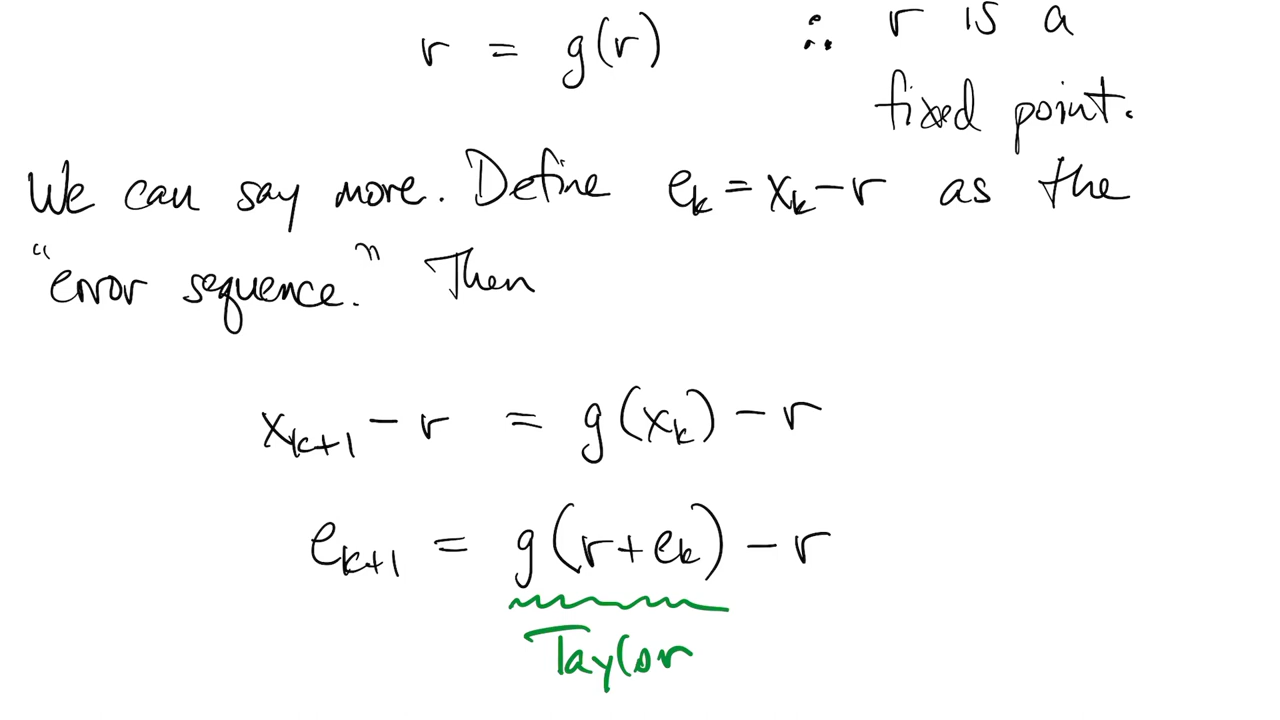 r = g(r) ∴ r is a
fixed point.
We can say more. Define e_k = x_k - r as the
"error sequence." Then
x_{k+1} - r = g(x_k) - r
e_{k+1} = g(r + e_k) - r
Taylor